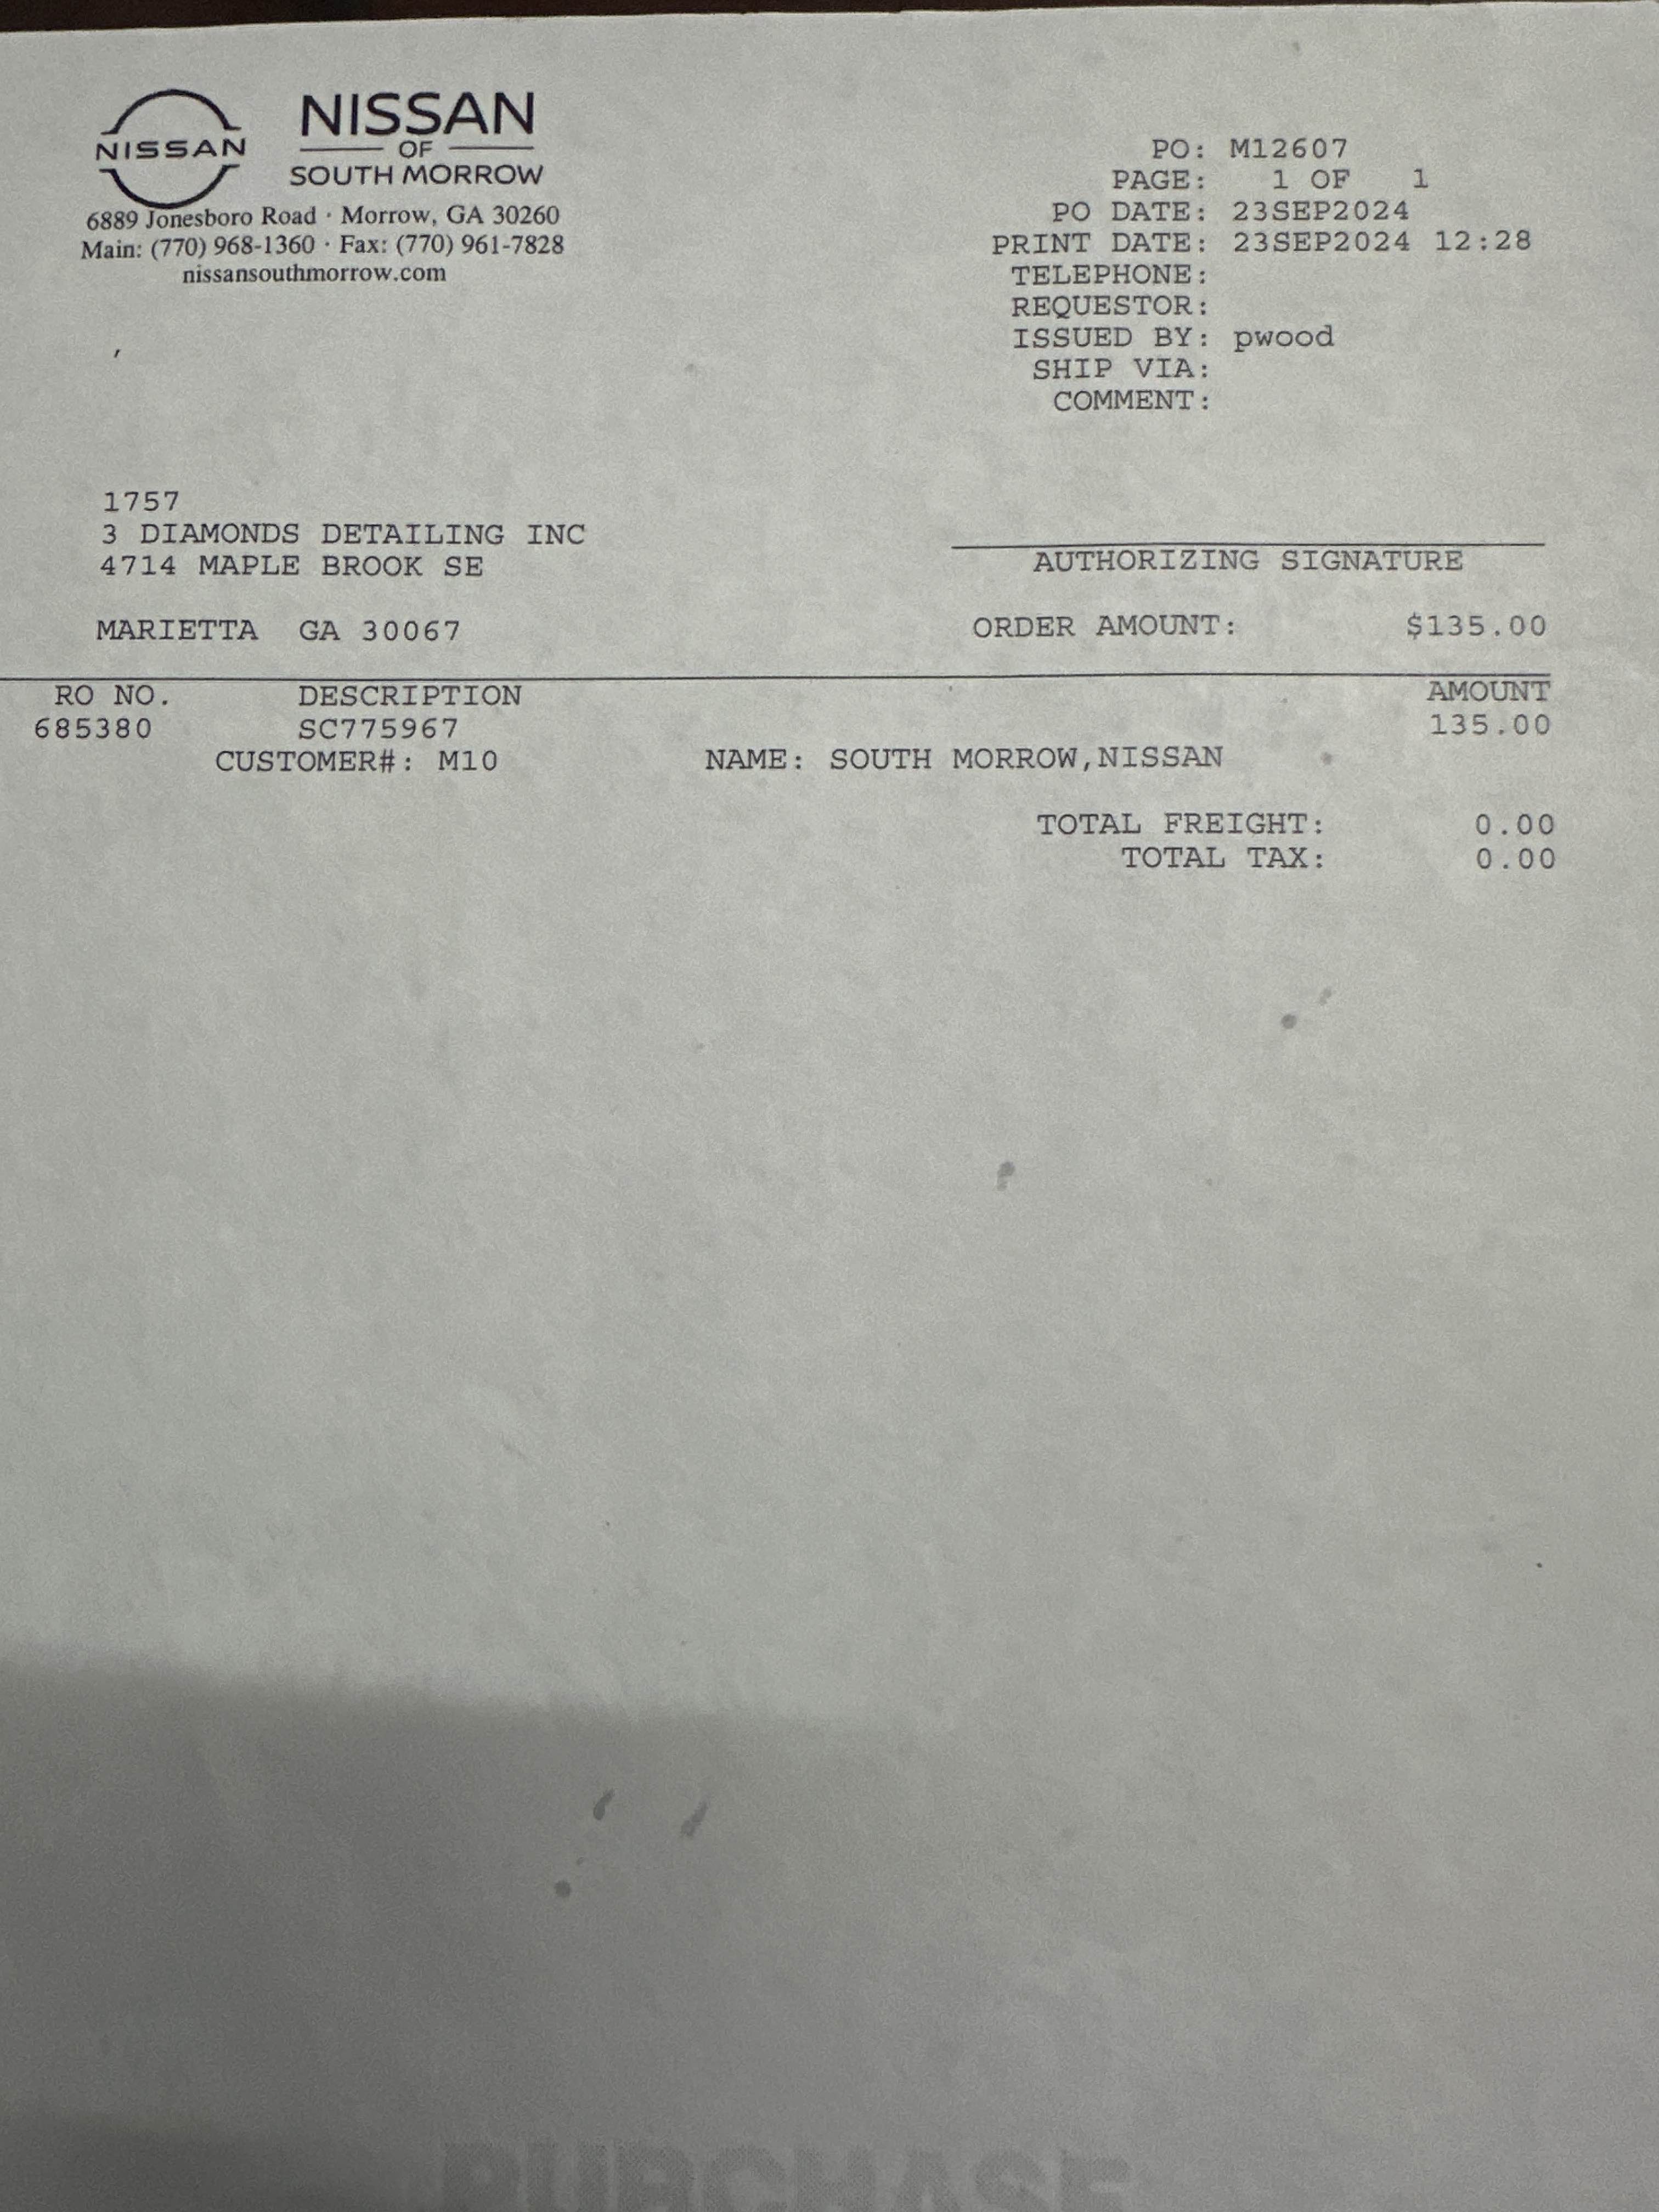 NISSAN
NISSAN
OF
SOUTH MORROW
6889 Jonesboro Road · Morrow, GA 30260
Main: (770) 968-1360 · Fax: (770) 961-7828
nissansouthmorrow.com
PO: M12607
PAGE: 1 OF 1
PO DATE: 23SEP2024
PRINT DATE: 23SEP2024 12:28
TELEPHONE:
REQUESTOR:
ISSUED BY: pwood
SHIP VIA:
COMMENT:
,
1757
3 DIAMONDS DETAILING INC
4714 MAPLE BROOK SE
MARIETTA GA 30067
AUTHORIZING SIGNATURE
ORDER AMOUNT: $135.00
RO NO. DESCRIPTION AMOUNT
685380 SC775967 135.00
CUSTOMER#: M10 NAME: SOUTH MORROW,NISSAN
TOTAL FREIGHT: 0.00
TOTAL TAX: 0.00
PURCHASE